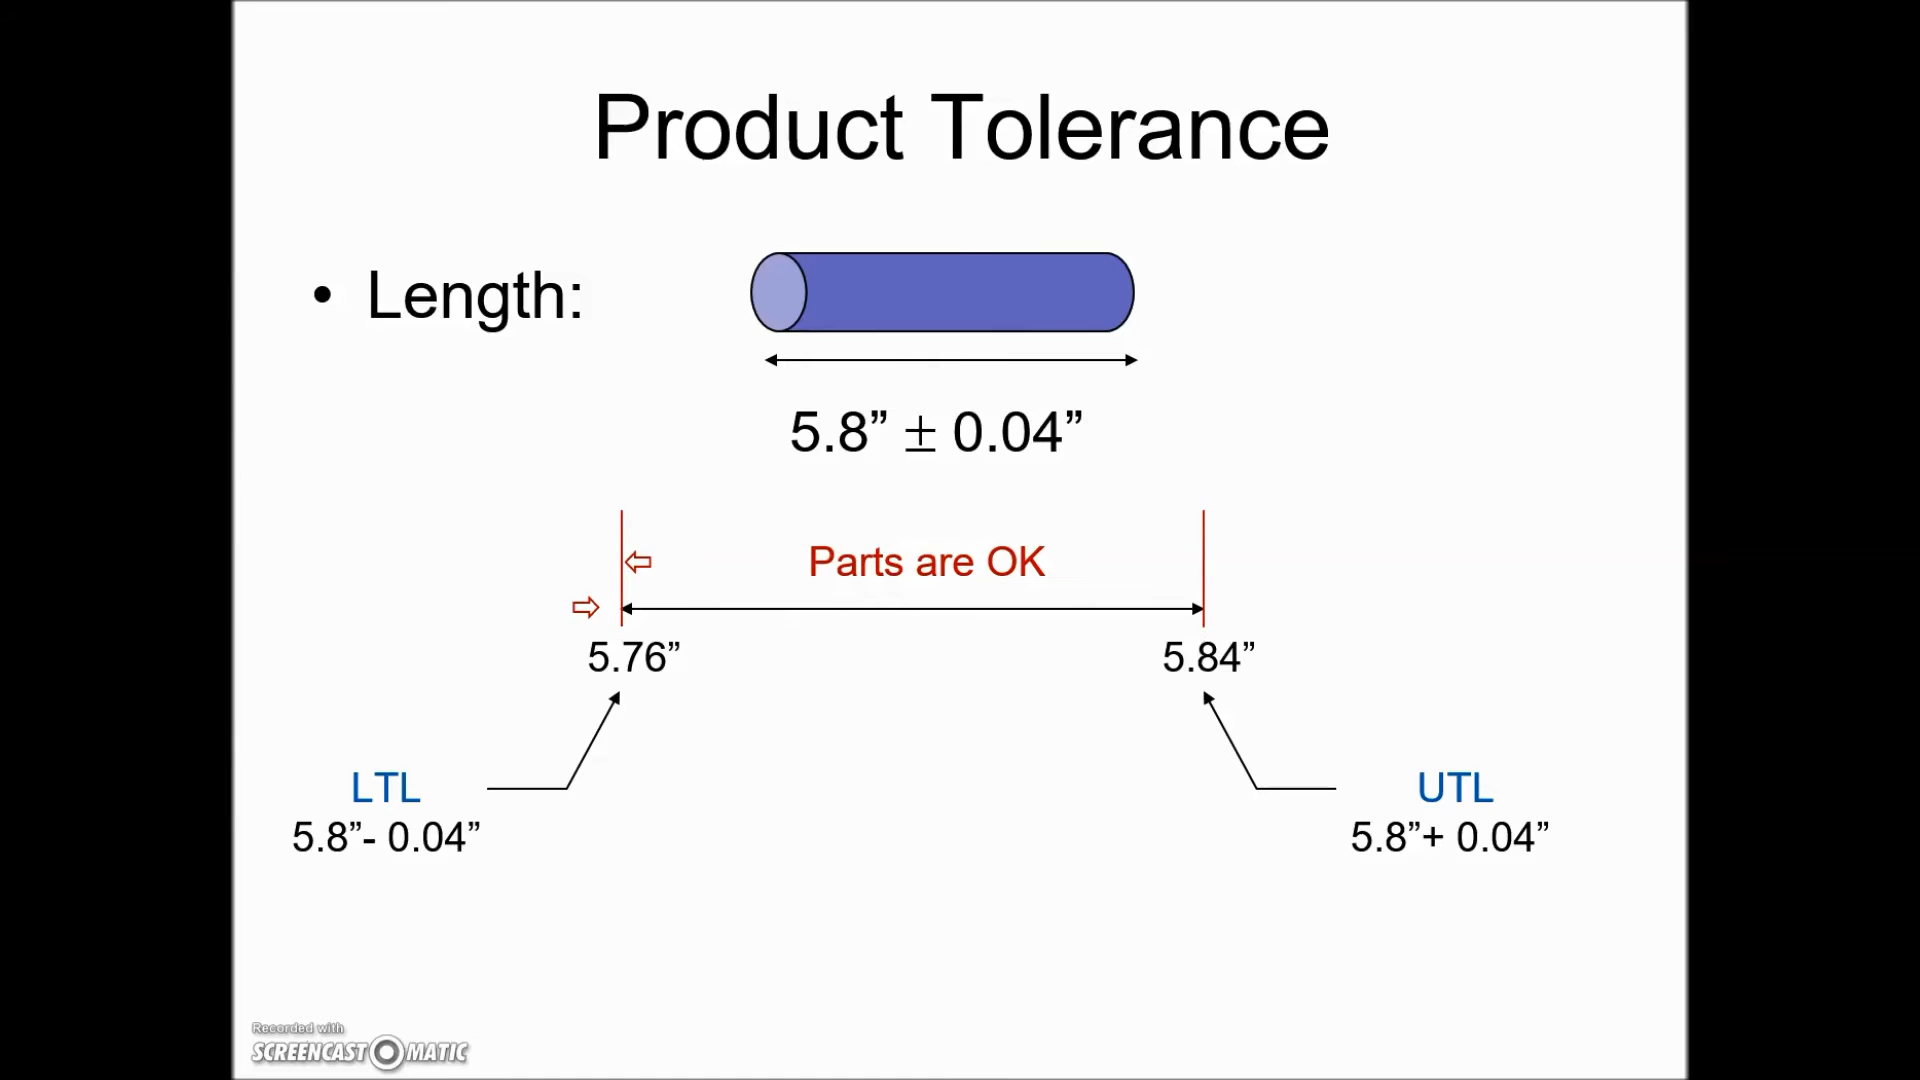 Product Tolerance
• Length:
5.8” ± 0.04”
Parts are OK
5.76”
5.84”
LTL
5.8”- 0.04”
UTL
5.8”+ 0.04”
Recorded with
SCREENCAST MATIC